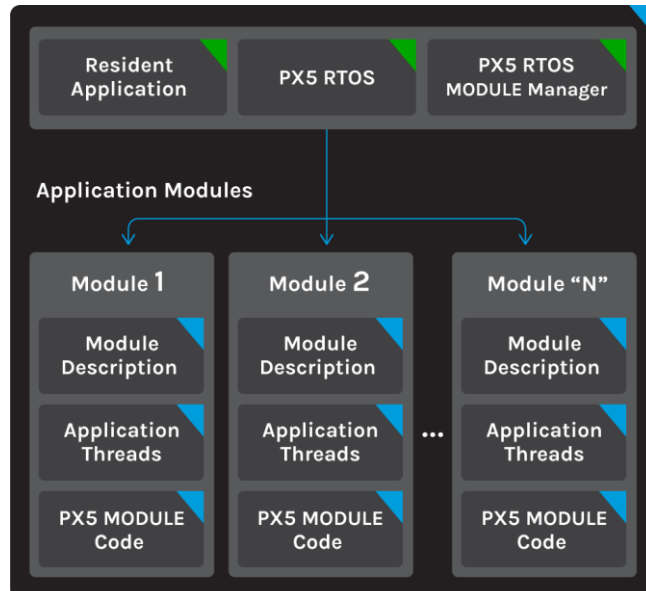 Resident
Application
PX5 RTOS
PX5 RTOS
MODULE Manager
Application Modules
Module 1
Module
Description
Application
Threads
PX5 MODULE
Code
Module 2
Module
Description
Application
Threads
PX5 MODULE
Code
...
Module “N”
Module
Description
Application
Threads
PX5 MODULE
Code